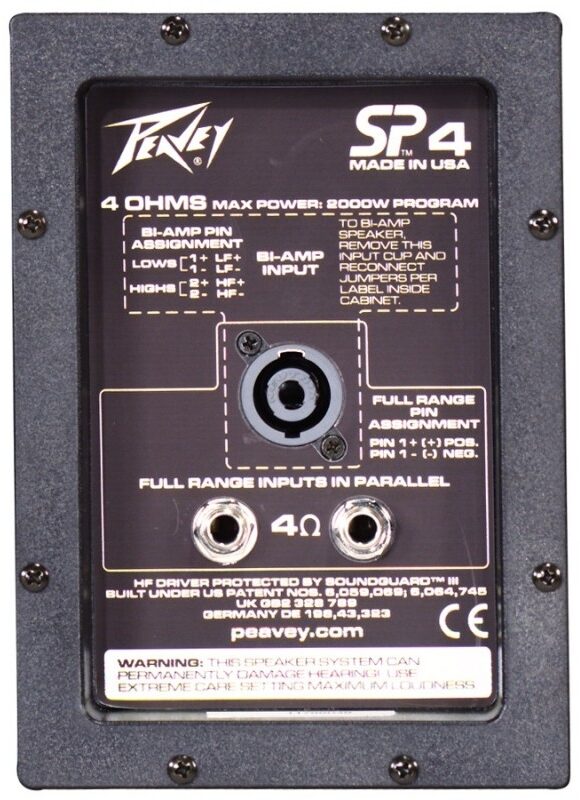 PEAVEY®
SP™4
MADE IN USA
4 OHMS MAX POWER: 2000W PROGRAM
BI-AMP PIN
ASSIGNMENT
LOWS 1+ LF+
1- LF-
HIGHS 2+ HF+
2- HF-
BI-AMP
INPUT
TO BI-AMP
SPEAKER,
REMOVE THIS
INPUT CUP AND
RECONNECT
JUMPERS PER
LABEL INSIDE
CABINET.
FULL RANGE
PIN
ASSIGNMENT
PIN 1+ (+) POS.
PIN 1- (-) NEG.
FULL RANGE INPUTS IN PARALLEL
4Ω
HF DRIVER PROTECTED BY SOUNDGUARD™ III
BUILT UNDER US PATENT NOS. 6,059,069; 6,064,745
UK GB2 328 799
GERMANY DE 198,43,323
peavey.com
CE
WARNING: THIS SPEAKER SYSTEM CAN
PERMANENTLY DAMAGE HEARING! USE
EXTREME CARE SETTING MAXIMUM LOUDNESS